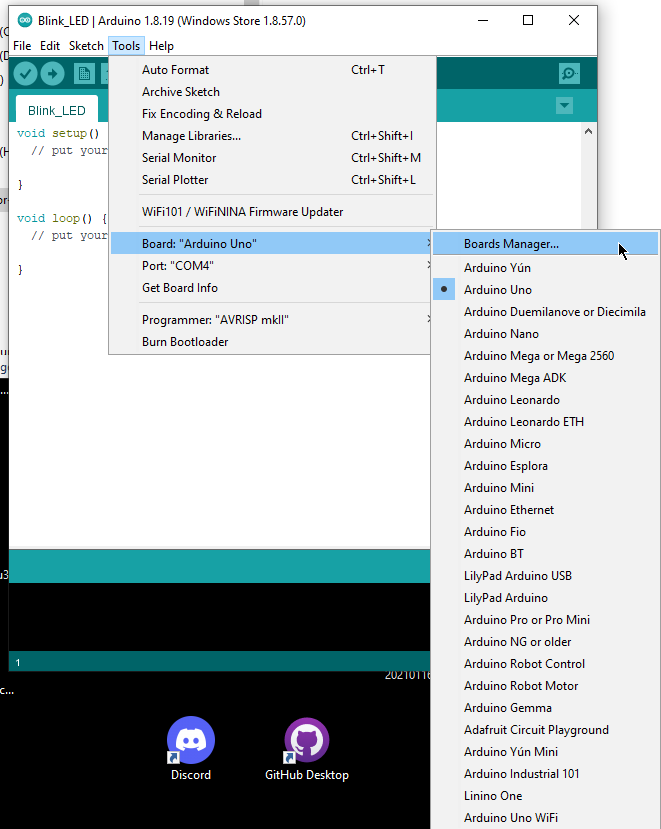 Blink_LED | Arduino 1.8.19 (Windows Store 1.8.57.0)
File Edit Sketch Tools Help
Auto Format Ctrl+T
Archive Sketch
Fix Encoding & Reload
Manage Libraries... Ctrl+Shift+I
Serial Monitor Ctrl+Shift+M
Serial Plotter Ctrl+Shift+L
WiFi101 / WiFiNINA Firmware Updater
Board: "Arduino Uno"
Port: "COM4"
Get Board Info
Programmer: "AVRISP mkII"
Burn Bootloader
Boards Manager...
Arduino Yún
Arduino Uno
Arduino Duemilanove or Diecimila
Arduino Nano
Arduino Mega or Mega 2560
Arduino Mega ADK
Arduino Leonardo
Arduino Leonardo ETH
Arduino Micro
Arduino Esplora
Arduino Mini
Arduino Ethernet
Arduino Fio
Arduino BT
LilyPad Arduino USB
LilyPad Arduino
Arduino Pro or Pro Mini
Arduino NG or older
Arduino Robot Control
Arduino Robot Motor
Arduino Gemma
Adafruit Circuit Playground
Arduino Yún Mini
Arduino Industrial 101
Linino One
Arduino Uno WiFi
Blink_LED
void setup()
// put your
}
void loop() {
// put your
}
1
20210116
Discord
GitHub Desktop